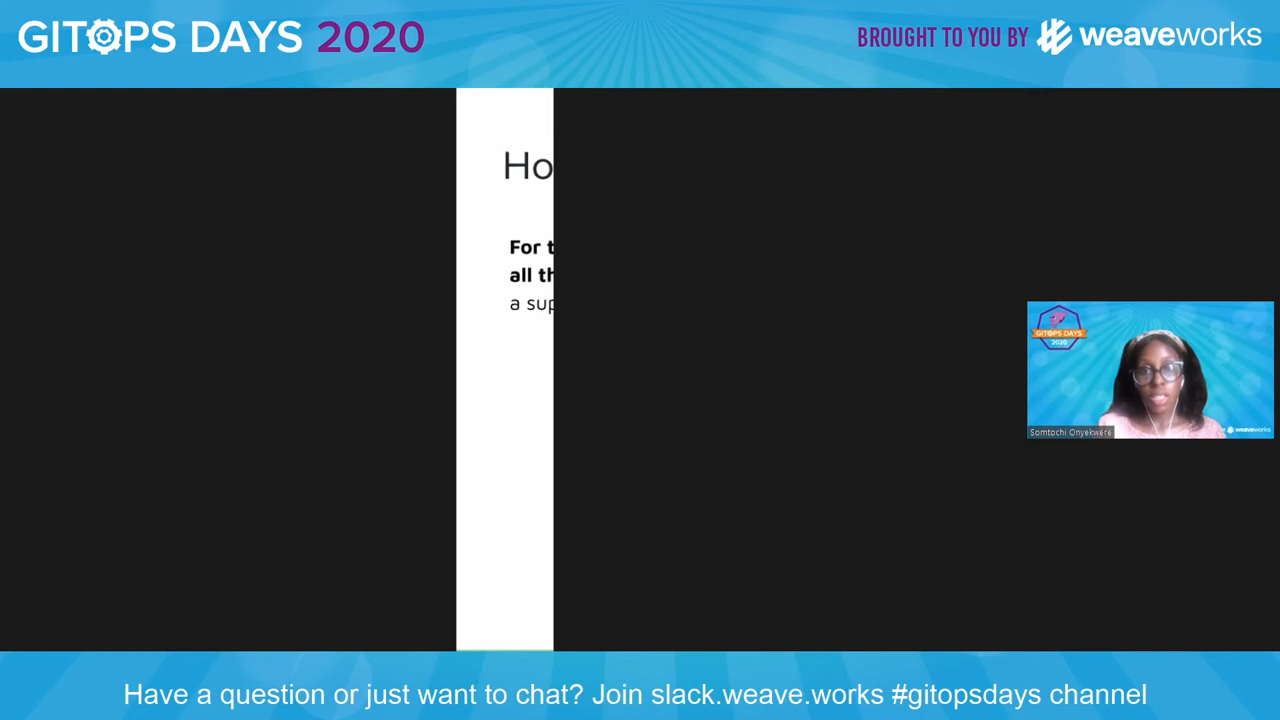 GITOPS DAYS 2020
BROUGHT TO YOU BY weaveworks
Ho
For t
all th
a sup
GITOPS DAYS
2020
Somtochi Onyekwere
weaveworks
Have a question or just want to chat? Join slack.weave.works #gitopsdays channel